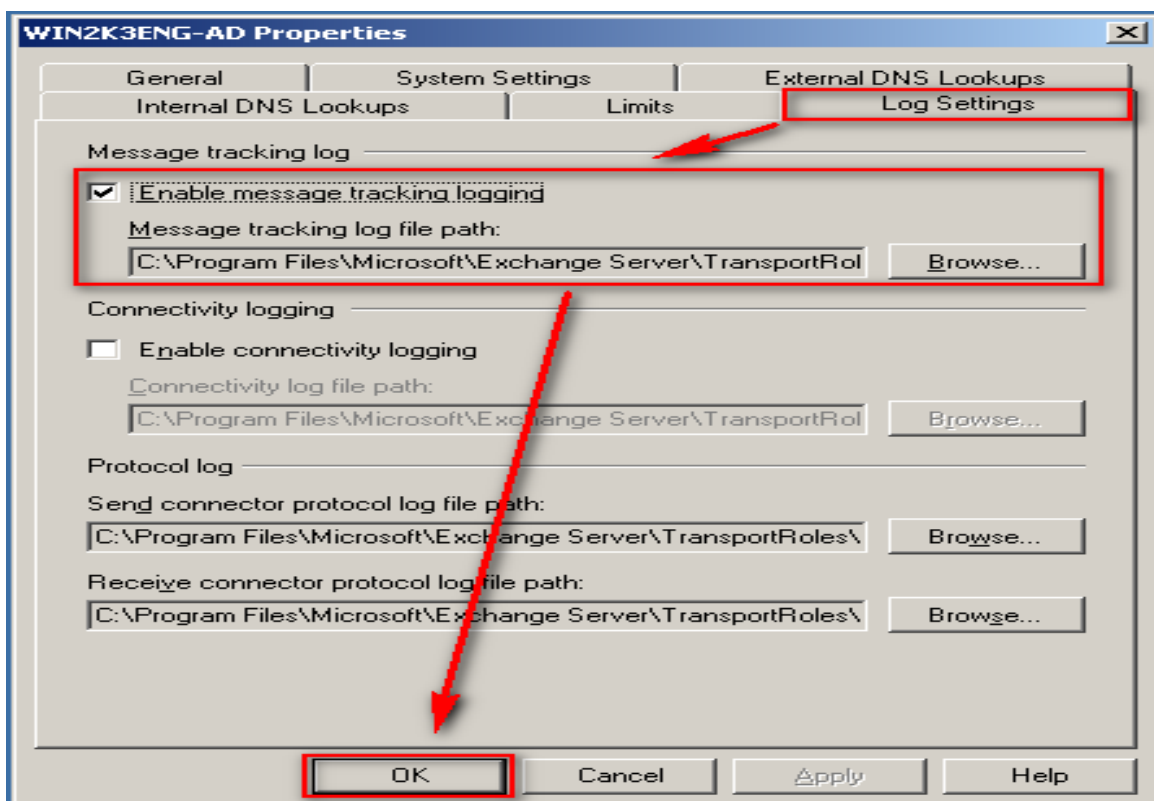 WIN2K3ENG-AD Properties
General System Settings External DNS Lookups
Internal DNS Lookups Limits Log Settings
Message tracking log
Enable message tracking logging
Message tracking log file path:
C:\Program Files\Microsoft\Exchange Server\TransportRol Browse...
Connectivity logging
Enable connectivity logging
Connectivity log file path:
C:\Program Files\Microsoft\Exchange Server\TransportRol Browse...
Protocol log
Send connector protocol log file path:
C:\Program Files\Microsoft\Exchange Server\TransportRoles\ Browse...
Receive connector protocol log file path:
C:\Program Files\Microsoft\Exchange Server\TransportRoles\ Browse...
OK Cancel Apply Help